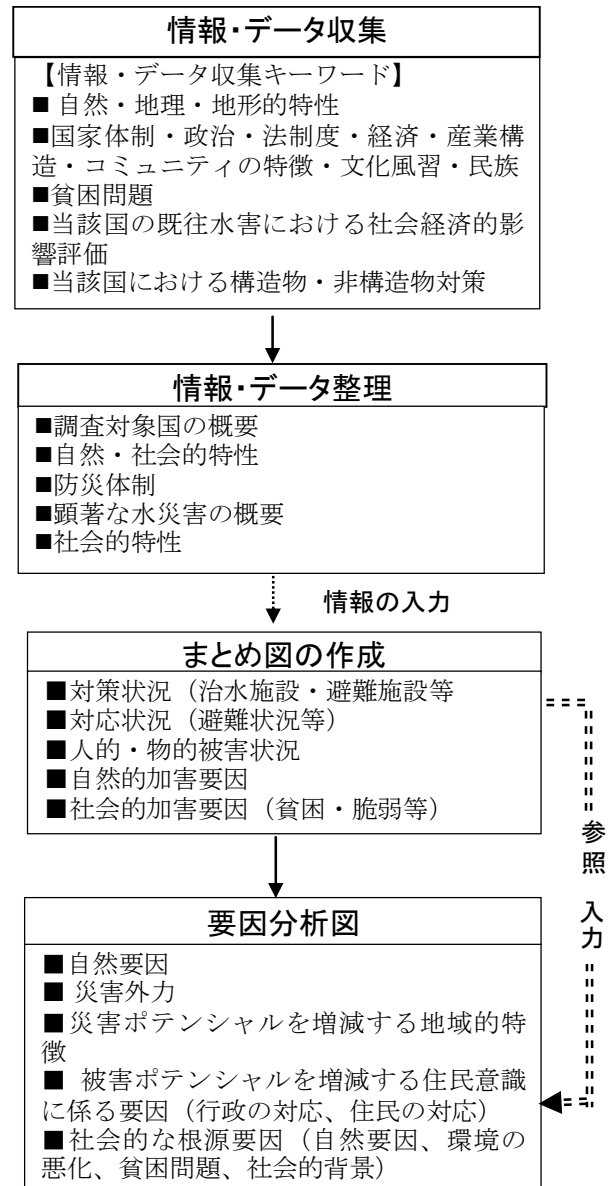 情報・データ収集
【情報・データ収集キーワード】
■ 自然・地理・地形的特性
■国家体制・政治・法制度・経済・産業構
造・コミュニティの特徴・文化風習・民族
■貧困問題
■当該国の既往水害における社会経済的影
響評価
■当該国における構造物・非構造物対策
情報・データ整理
■調査対象国の概要
■自然・社会的特性
■防災体制
■顕著な水災害の概要
■社会的特性
情報の入力
まとめ図の作成
■対策状況（治水施設・避難施設等
■対応状況（避難状況等）
■人的・物的被害状況
■自然的加害要因
■社会的加害要因（貧困・脆弱等）
参照 入力
要因分析図
■自然要因
■ 災害外力
■災害ポテンシャルを増減する地域的特
徴
■ 被害ポテンシャルを増減する住民意識
に係る要因（行政の対応、住民の対応）
■社会的な根源要因（自然要因、環境の
悪化、貧困問題、社会的背景）